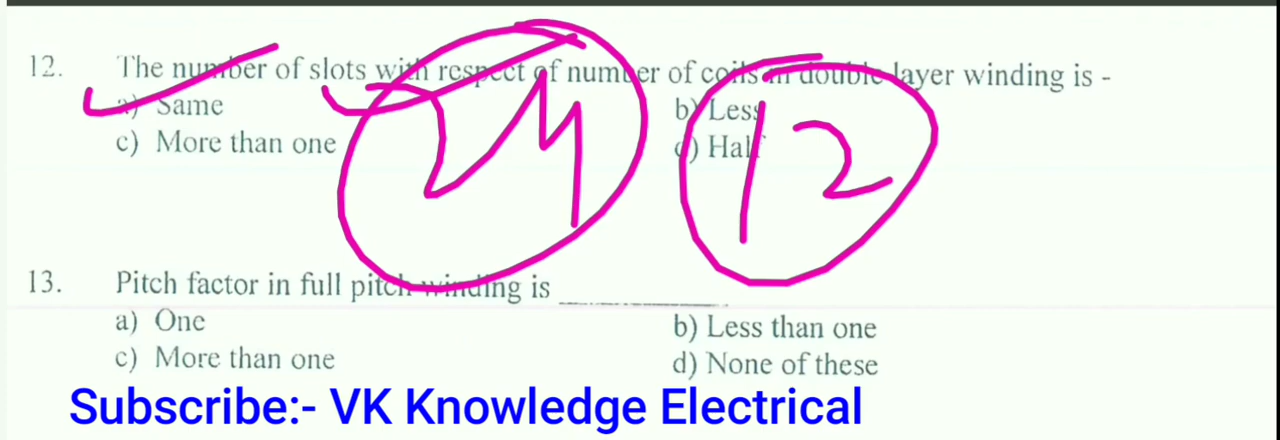 12. The number of slots with respect of number of coils in double layer winding is -
a) Same b) Less
c) More than one d) Half
24 12
13. Pitch factor in full pitch winding is ____________
a) One b) Less than one
c) More than one d) None of these
Subscribe:- VK Knowledge Electrical